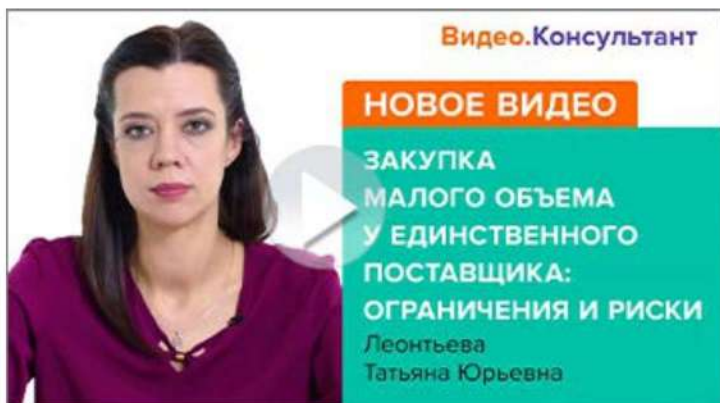 Видео.Консультант
НОВОЕ ВИДЕО
ЗАКУПКА
МАЛОГО ОБЪЕМА
У ЕДИНСТВЕННОГО
ПОСТАВЩИКА:
ОГРАНИЧЕНИЯ И РИСКИ
Леонтьева
Татьяна Юрьевна